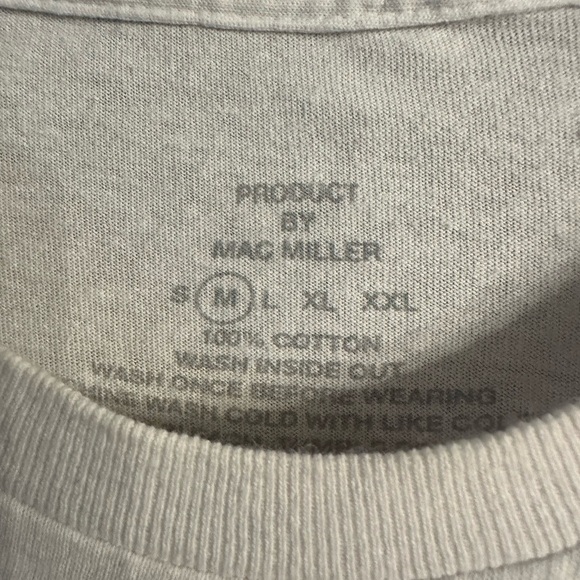 PRODUCT
BY
MAC MILLER
S M L XL XXL
100% COTTON
WASH INSIDE OUT
WASH ONCE BEFORE WEARING
WASH COLD WITH LIKE